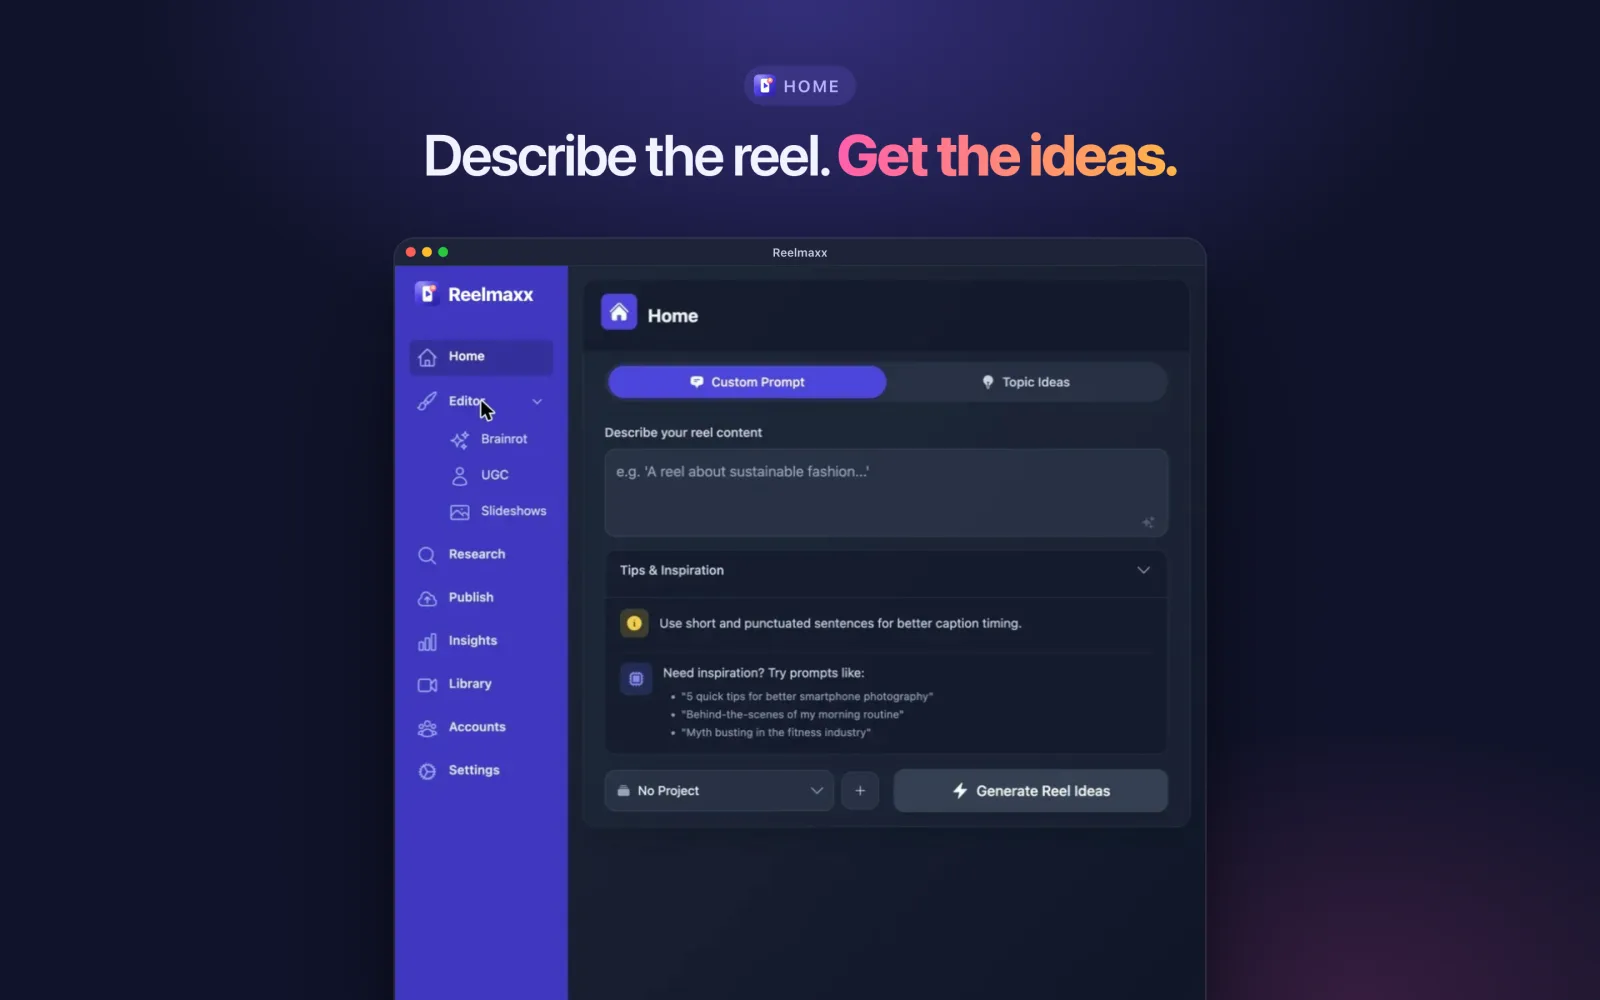 HOME
Describe the reel. Get the ideas.
Reelmaxx
Reelmaxx
Home
Editor
Brainrot
UGC
Slideshows
Research
Publish
Insights
Library
Accounts
Settings
Home
Custom Prompt
Topic Ideas
Describe your reel content
e.g. 'A reel about sustainable fashion...'
Tips & Inspiration
Use short and punctuated sentences for better caption timing.
Need inspiration? Try prompts like:
• "5 quick tips for better smartphone photography"
• "Behind-the-scenes of my morning routine"
• "Myth busting in the fitness industry"
No Project
+
Generate Reel Ideas